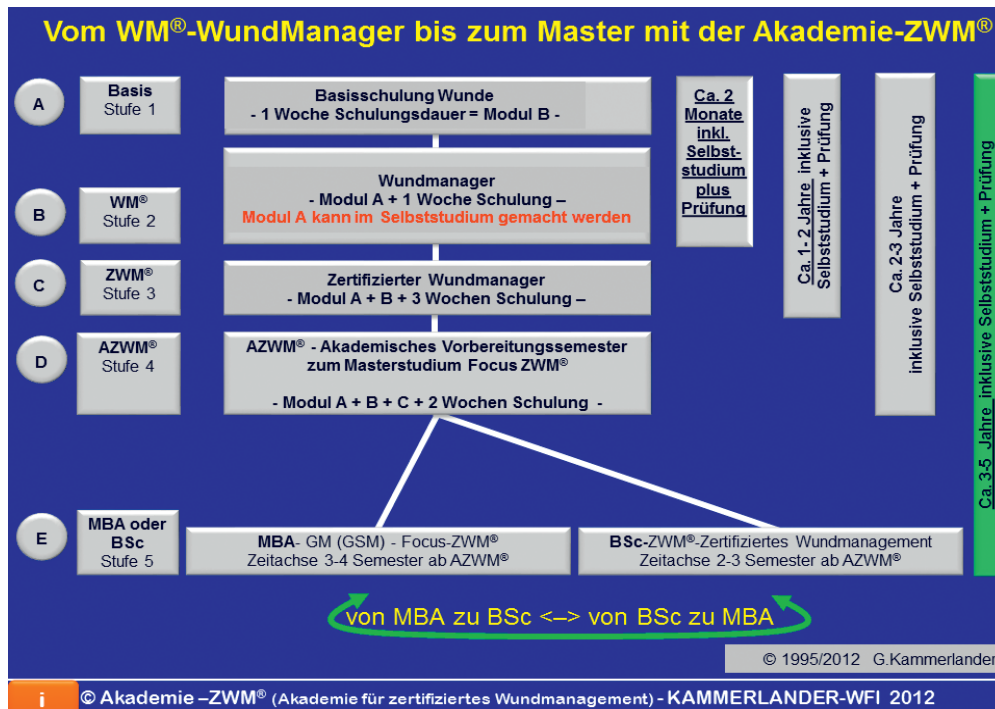 Vom WM®-WundManager bis zum Master mit der Akademie-ZWM®
A
Basis
Stufe 1
Basisschulung Wunde
- 1 Woche Schulungsdauer = Modul B -
B
WM®
Stufe 2
Wundmanager
- Modul A + 1 Woche Schulung –
Modul A kann im Selbststudium gemacht werden
C
ZWM®
Stufe 3
Zertifizierter Wundmanager
- Modul A + B + 3 Wochen Schulung –
D
AZWM®
Stufe 4
AZWM® - Akademisches Vorbereitungssemester
zum Masterstudium Focus ZWM®
- Modul A + B + C + 2 Wochen Schulung -
Ca. 2
Monate
inkl.
Selbst-
studium
plus
Prüfung
Ca. 1- 2 Jahre inklusive
Selbststudium + Prüfung
Ca. 2-3 Jahre
inklusive Selbststudium + Prüfung
Ca. 3-5 Jahre inklusive Selbststudium + Prüfung
E
MBA oder
BSc
Stufe 5
MBA- GM (GSM) - Focus-ZWM®
Zeitachse 3-4 Semester ab AZWM®
BSc-ZWM®-Zertifiziertes Wundmanagement
Zeitachse 2-3 Semester ab AZWM®
von MBA zu BSc <–> von BSc zu MBA
© 1995/2012 G.Kammerlander
i
© Akademie –ZWM® (Akademie für zertifiziertes Wundmanagement) - KAMMERLANDER-WFI 2012